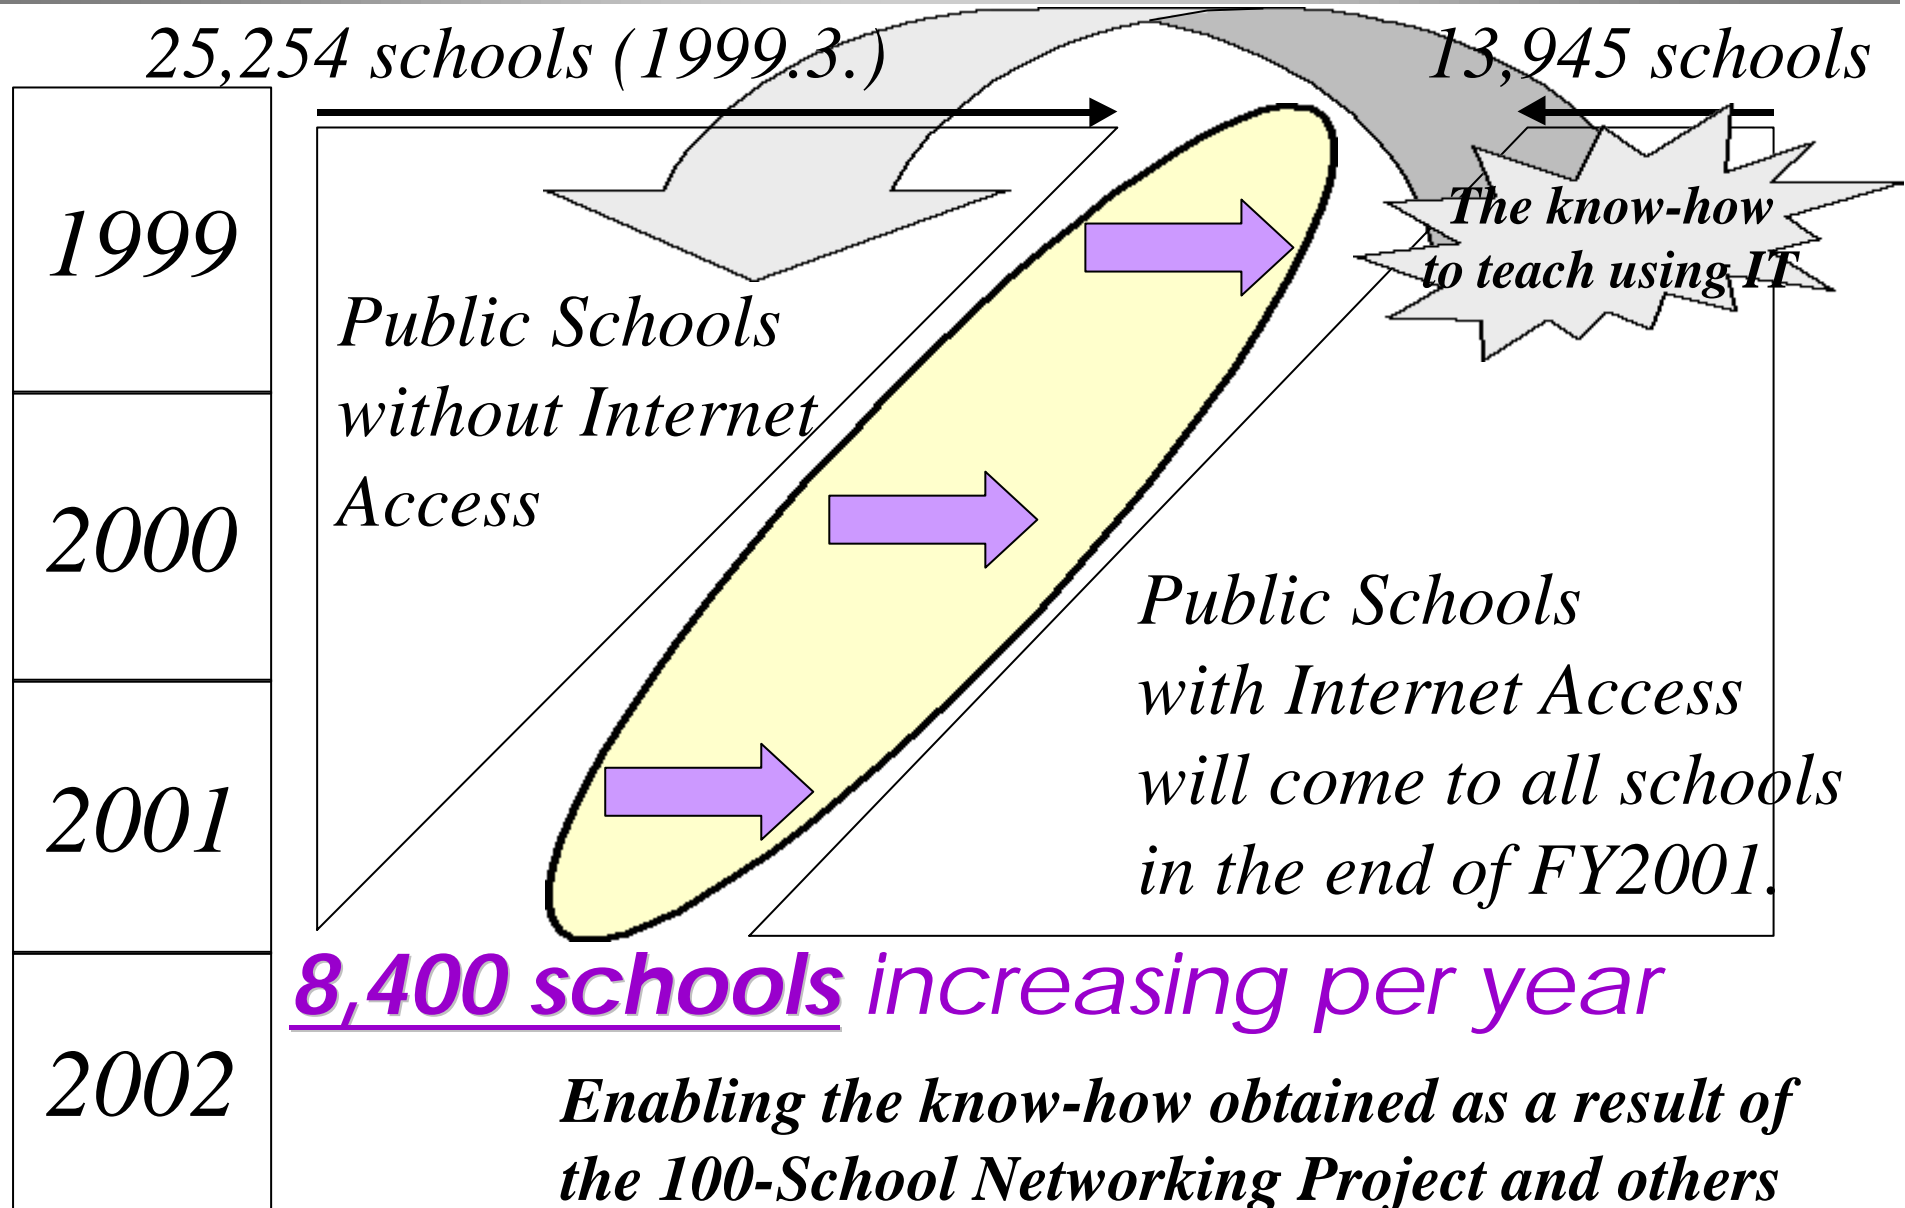 25,254 schools (1999.3.)
13,945 schools
1999
The know-how
to teach using IT
Public Schools
without Internet
Access
2000
Public Schools
with Internet Access
will come to all schools
in the end of FY2001.
2001
8,400 schools increasing per year
2002
Enabling the know-how obtained as a result of
the 100-School Networking Project and others